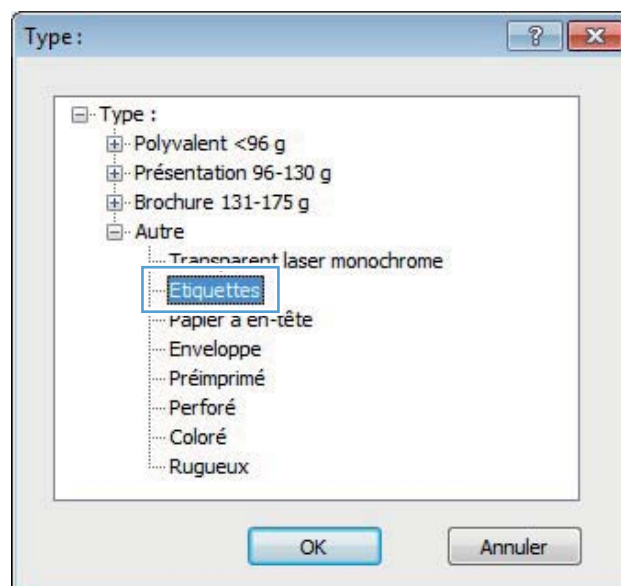 Type :
Type :
Polyvalent <96 g
Présentation 96-130 g
Brochure 131-175 g
Autre
Transparent laser monochrome
Etiquettes
Papier à en-tête
Enveloppe
Préimprimé
Perforé
Coloré
Rugueux
OK Annuler